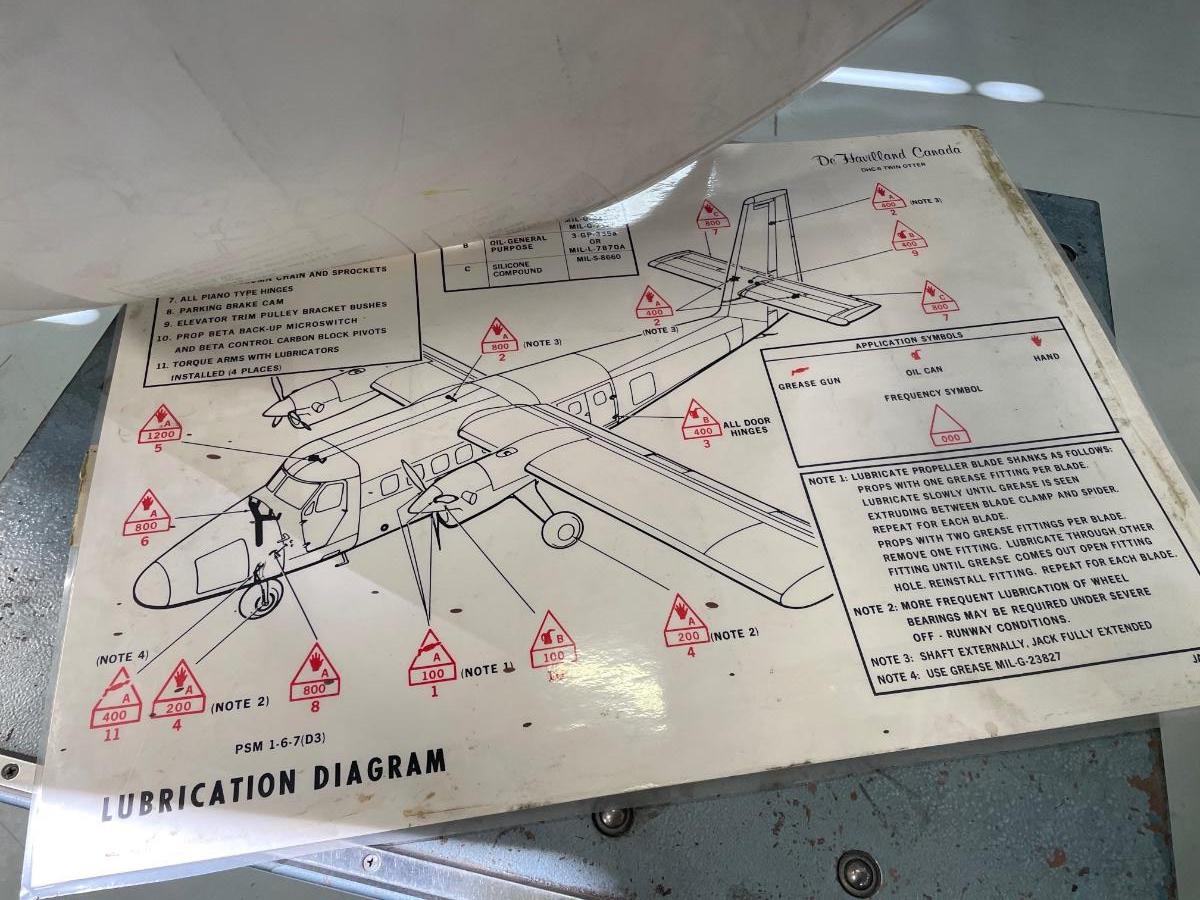 De Havilland Canada
DHC-6 TWIN OTTER
B OIL-GENERAL PURPOSE 3-GP-335a OR MIL-L-7870A
C SILICONE COMPOUND MIL-S-8660
CHAIN AND SPROCKETS
7. ALL PIANO TYPE HINGES
8. PARKING BRAKE CAM
9. ELEVATOR TRIM PULLEY BRACKET BUSHES
10. PROP BETA BACK-UP MICROSWITCH
AND BETA CONTROL CARBON BLOCK PIVOTS
11. TORQUE ARMS WITH LUBRICATORS
INSTALLED (4 PLACES)
C
800
7
A
400
2
(NOTE 3)
B
400
9
A
400
2
(NOTE 3)
C
800
7
A
800
2
(NOTE 3)
B
400
3
ALL DOOR
HINGES
A
1200
5
A
800
6
APPLICATION SYMBOLS
GREASE GUN
OIL CAN
HAND
FREQUENCY SYMBOL
000
NOTE 1: LUBRICATE PROPELLER BLADE SHANKS AS FOLLOWS:
PROPS WITH ONE GREASE FITTING PER BLADE.
LUBRICATE SLOWLY UNTIL GREASE IS SEEN
EXTRUDING BETWEEN BLADE CLAMP AND SPIDER.
REPEAT FOR EACH BLADE.
PROPS WITH TWO GREASE FITTINGS PER BLADE.
REMOVE ONE FITTING. LUBRICATE THROUGH OTHER
FITTING UNTIL GREASE COMES OUT OPEN FITTING
HOLE. REINSTALL FITTING. REPEAT FOR EACH BLADE.
NOTE 2: MORE FREQUENT LUBRICATION OF WHEEL
BEARINGS MAY BE REQUIRED UNDER SEVERE
OFF - RUNWAY CONDITIONS.
NOTE 3: SHAFT EXTERNALLY, JACK FULLY EXTENDED
NOTE 4: USE GREASE MIL-G-23827
(NOTE 4)
A
400
11
A
200
4
(NOTE 2)
A
800
8
A
100
1
(NOTE 1)
B
100
A
200
4
(NOTE 2)
PSM 1-6-7(D3)
LUBRICATION DIAGRAM